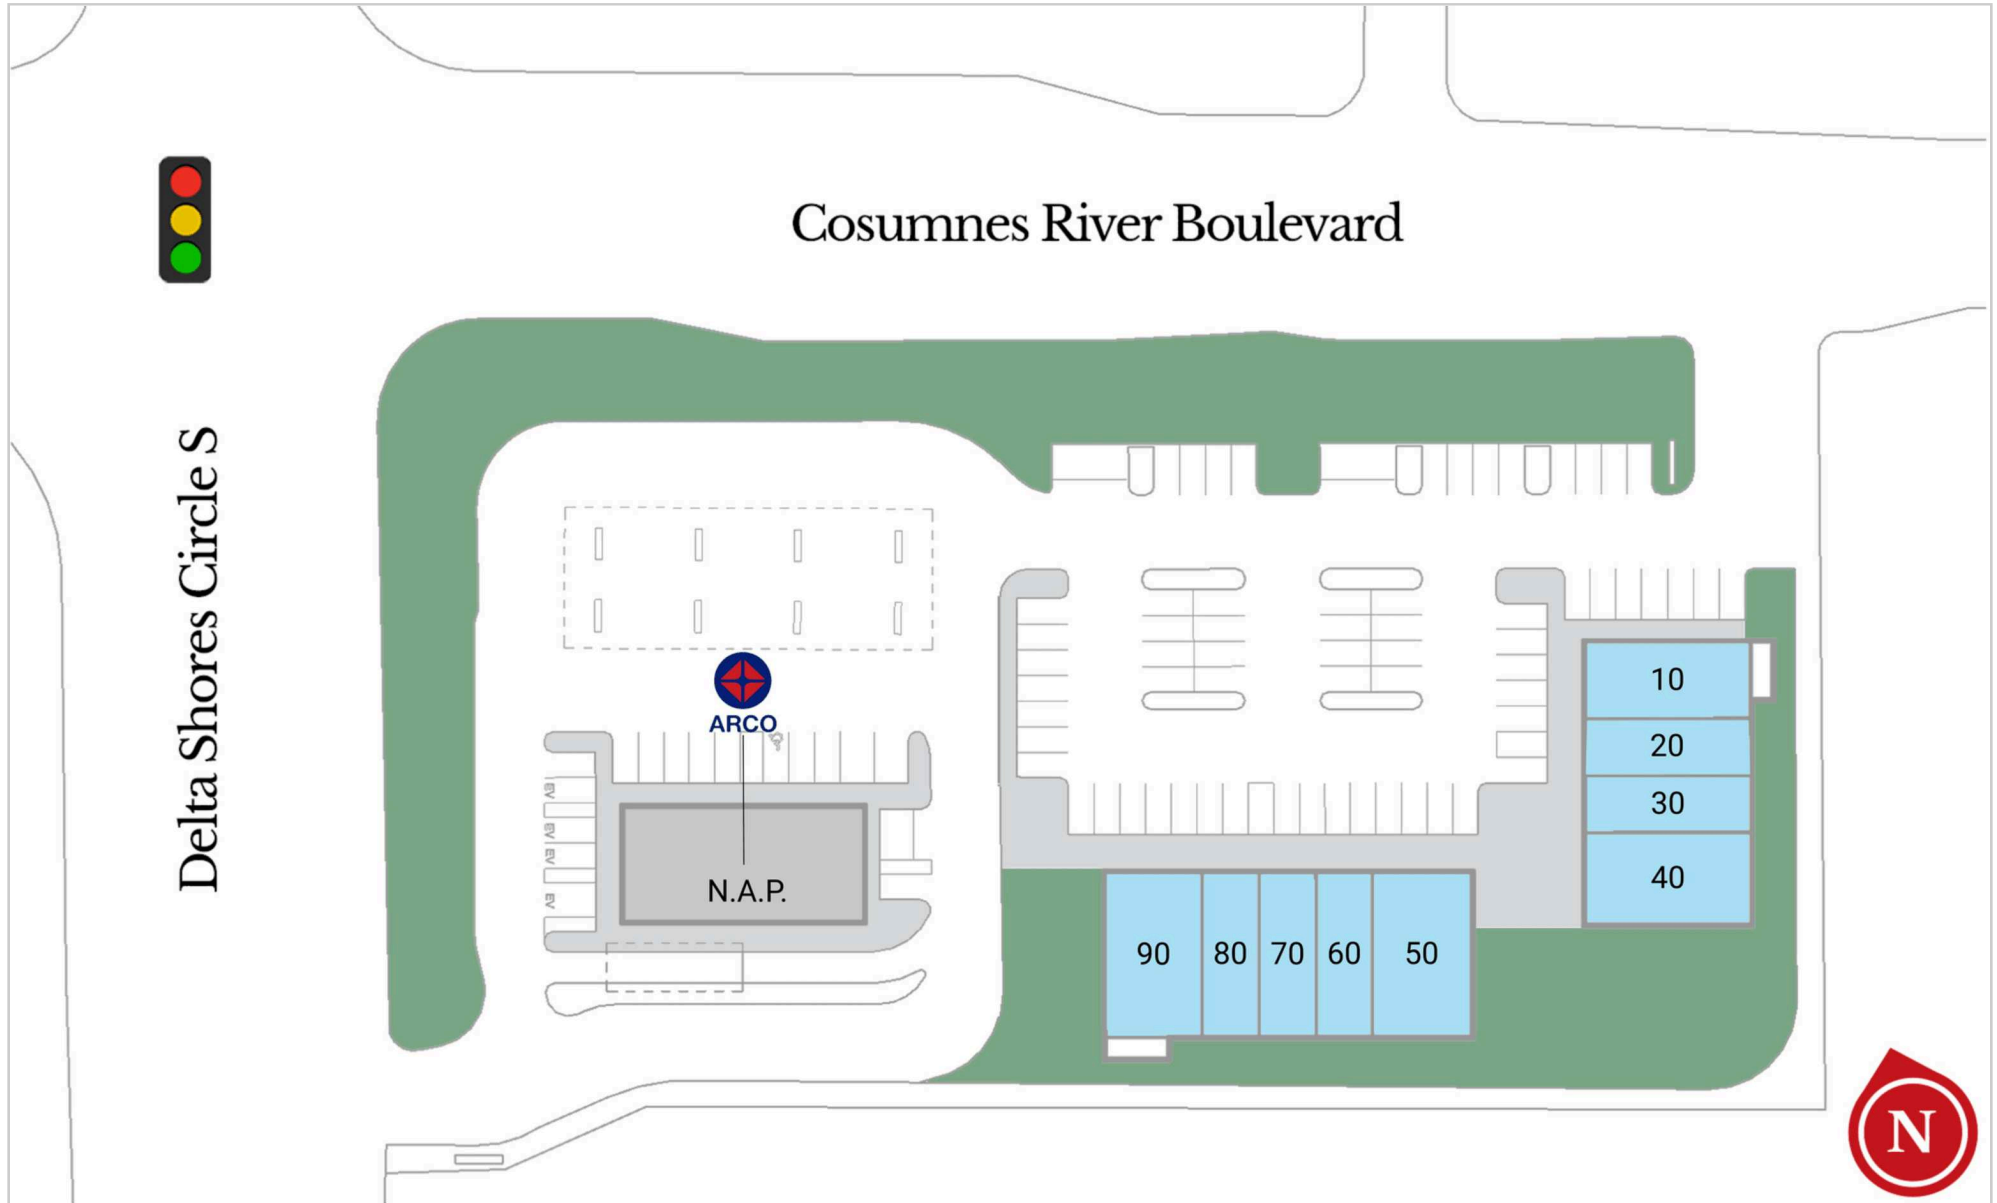 Cosumnes River Boulevard
Delta Shores Circle S
ARCO
N.A.P.
EV
EV
EV
EV
10
20
30
40
90 80 70 60 50
N